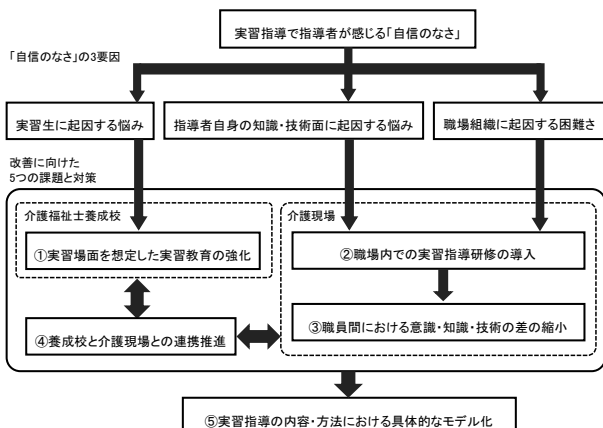 実習指導で指導者が感じる「自信のなさ」
「自信のなさ」の3要因
実習生に起因する悩み
指導者自身の知識・技術面に起因する悩み
職場組織に起因する困難さ
改善に向けた
5つの課題と対策
介護福祉士養成校
介護現場
①実習場面を想定した実習教育の強化
②職場内での実習指導研修の導入
③職員間における意識・知識・技術の差の縮小
④養成校と介護現場との連携推進
⑤実習指導の内容・方法における具体的なモデル化